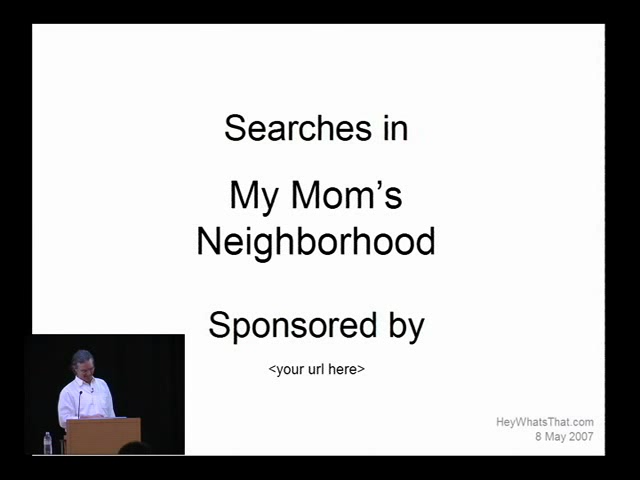 Searches in
My Mom's
Neighborhood
Sponsored by
<your url here>
HeyWhatsThat.com
8 May 2007